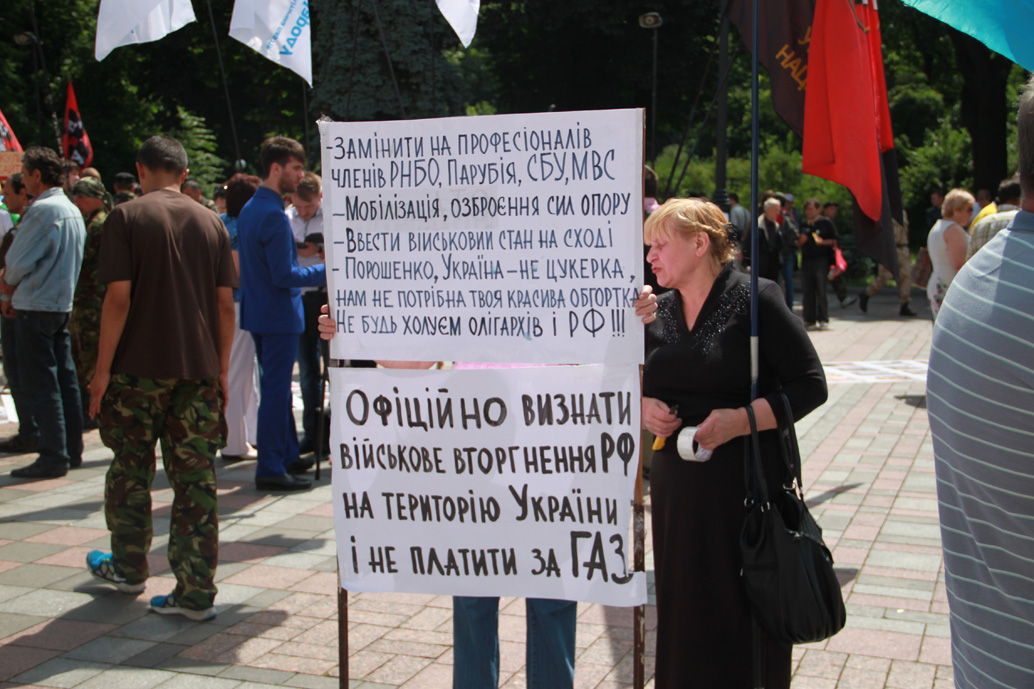 -ЗАМІНИТИ НА ПРОФЕСІОНАЛІВ
ЧЛЕНІВ РНБО, ПАРУБІЯ, СБУ, МВС
-МОБІЛІЗАЦІЯ, ОЗБРОЄННЯ СИЛ ОПОРУ
-ВВЕСТИ ВІЙСЬКОВИЙ СТАН НА СХОДІ
-ПОРОШЕНКО, УКРАЇНА-НЕ ЦУКЕРКА,
НАМ НЕ ПОТРІБНА ТВОЯ КРАСИВА ОБГОРТКА
НЕ БУДЬ ХОЛУЄМ ОЛІГАРХІВ І РФ!!!
ОФІЦІЙНО ВИЗНАТИ
ВІЙСЬКОВЕ ВТОРГНЕННЯ РФ
НА ТЕРИТОРІЮ УКРАЇНИ
І НЕ ПЛАТИТИ ЗА ГАЗ